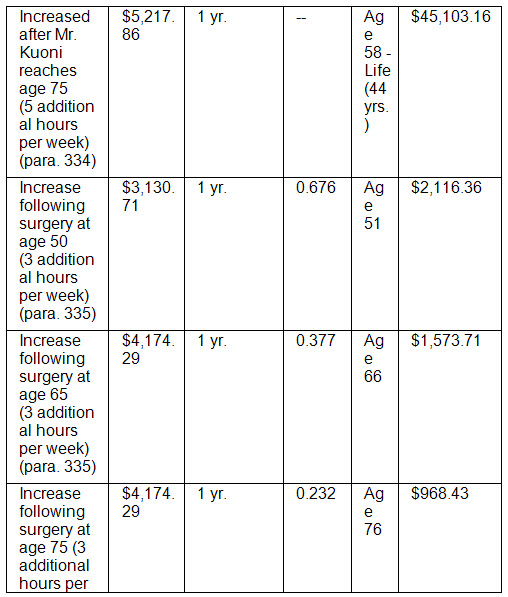 Increased
after Mr.
Kuoni
reaches
age 75
(5 addition
al hours
per week)
(para. 334)
$5,217.
86
1 yr.
--
Ag
e
58 -
Life
(44
yrs.
)
$45,103.16
Increase
following
surgery at
age 50
(3 addition
al hours
per week)
(para. 335)
$3,130.
71
1 yr.
0.676
Ag
e
51
$2,116.36
Increase
following
surgery at
age 65
(3 addition
al hours
per week)
(para. 335)
$4,174.
29
1 yr.
0.377
Ag
e
66
$1,573.71
Increase
following
surgery at
age 75 (3
additional
hours per
$4,174.
29
1 yr.
0.232
Ag
e
76
$968.43